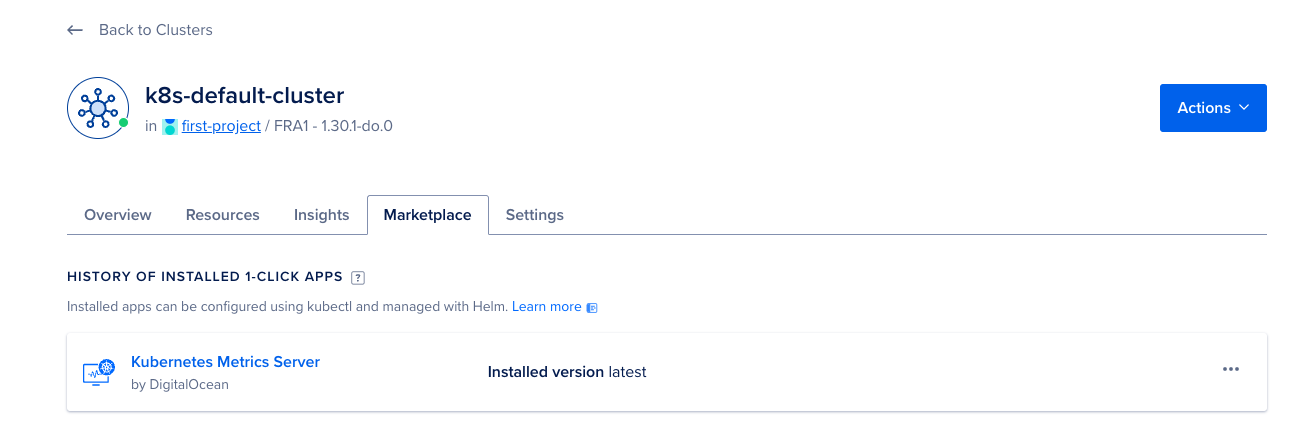 Back to Clusters
k8s-default-cluster
in first-project / FRA1 - 1.30.1-do.0
Actions
Overview Resources Insights Marketplace Settings
HISTORY OF INSTALLED 1-CLICK APPS ?
Installed apps can be configured using kubectl and managed with Helm. Learn more
Kubernetes Metrics Server
by DigitalOcean
Installed version latest